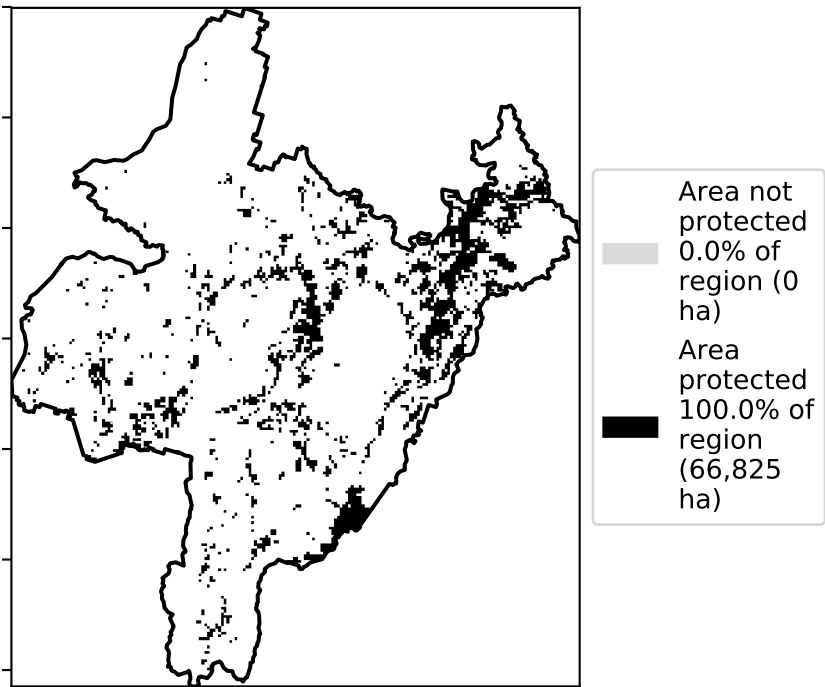 Area not
protected
0.0% of
region (0
ha)
Area
protected
100.0% of
region
(66,825
ha)